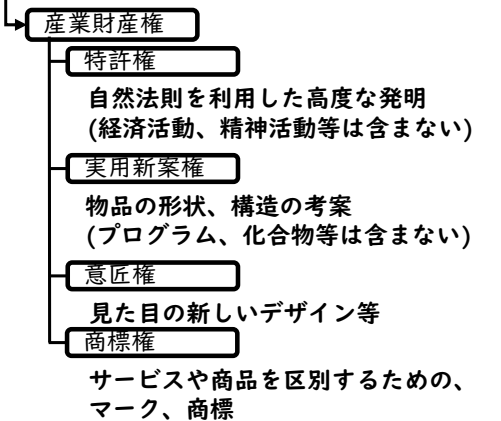 産業財産権
特許権
自然法則を利用した高度な発明
(経済活動、精神活動等は含まない)
実用新案権
物品の形状、構造の考案
(プログラム、化合物等は含まない)
意匠権
見た目の新しいデザイン等
商標権
サービスや商品を区別するための、
マーク、商標